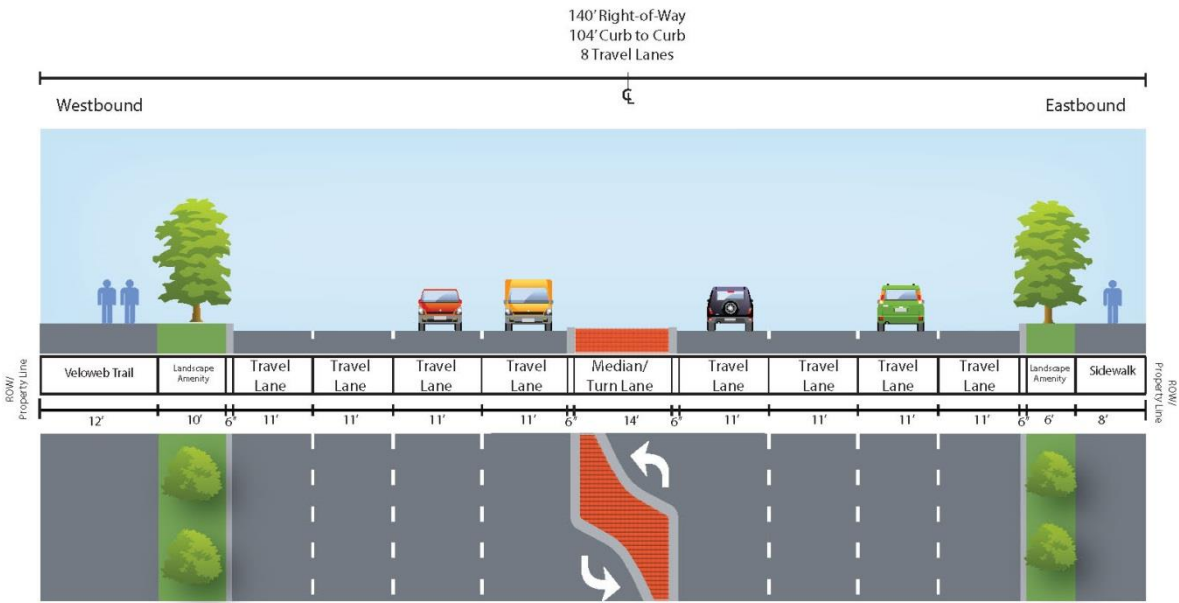 140' Right-of-Way
104' Curb to Curb
8 Travel Lanes
℄
Westbound
Eastbound
ROW/
Property Line
Veloweb Trail
Landscape
Amenity
Travel
Lane
Travel
Lane
Travel
Lane
Travel
Lane
Median/
Turn Lane
Travel
Lane
Travel
Lane
Travel
Lane
Travel
Lane
Landscape
Amenity
Sidewalk
ROW/
Property Line
12' 10' 6" 11' 11' 11' 11' 6" 14' 6" 11' 11' 11' 11' 6" 6' 8'